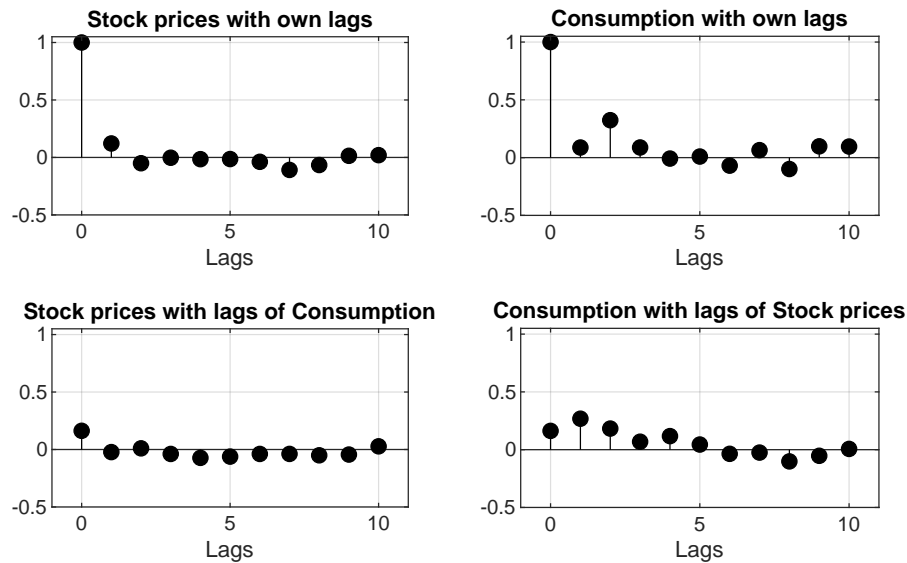 Stock prices with own lags
1
0.5
0
-0.5
0 5 10
Lags
Consumption with own lags
1
0.5
0
-0.5
0 5 10
Lags
Stock prices with lags of Consumption
1
0.5
0
-0.5
0 5 10
Lags
Consumption with lags of Stock prices
1
0.5
0
-0.5
0 5 10
Lags